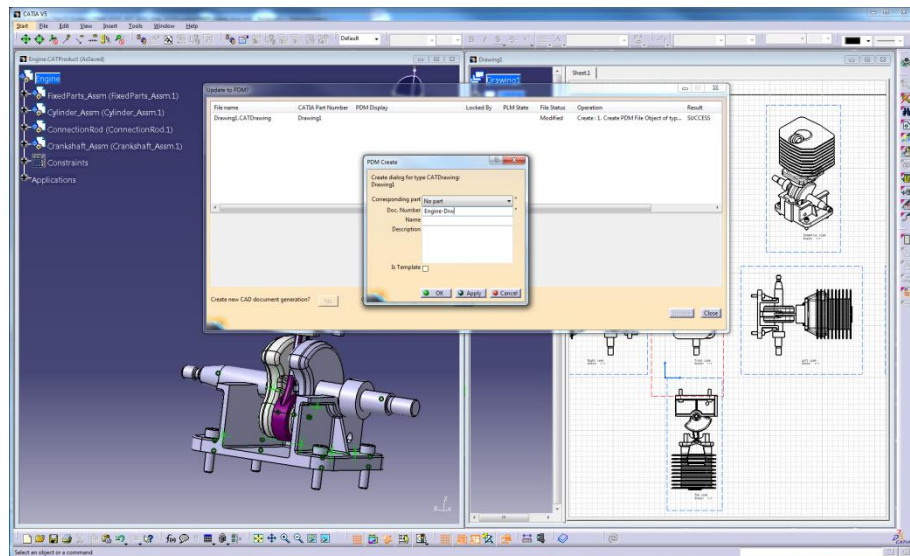 CATIA V5
Start File Edit View Insert Tools Window Help
Default
Engine.CATProduct (AsSaved)
Engine
FixedParts_Assm (FixedParts_Assm.1)
Cylinder_Assm (Cylinder_Assm.1)
ConnectionRod (ConnectionRod.1)
Crankshaft_Assm (Crankshaft_Assm.1)
Constraints
Applications
Drawing1
Drawing1
Sheet.1
Update to PDM?
File name CATIA Part Number PDM Display Locked By PLM State File Status Operation Result
Drawing1.CATDrawing Drawing1 Modified Create: 1. Create PDM File Object of typ... SUCCESS
PDM Create
Create dialog for type CATDrawing:
Drawing1
Corresponding part No part *
Doc. Number Engine-Drw *
Name
Description
Is Template
OK Apply Cancel
Create new CAD document generation?
Close
Select an object or a command